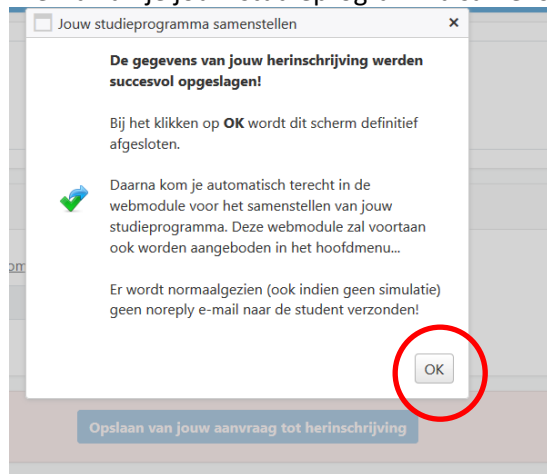 Jouw studieprogramma samenstellen
De gegevens van jouw herinschrijving werden
succesvol opgeslagen!
Bij het klikken op OK wordt dit scherm definitief
afgesloten.
Daarna kom je automatisch terecht in de
webmodule voor het samenstellen van jouw
studieprogramma. Deze webmodule zal voortaan
ook worden aangeboden in het hoofdmenu...
Er wordt normaalgezien (ook indien geen simulatie)
geen noreply e-mail naar de student verzonden!
OK
Opslaan van jouw aanvraag tot herinschrijving